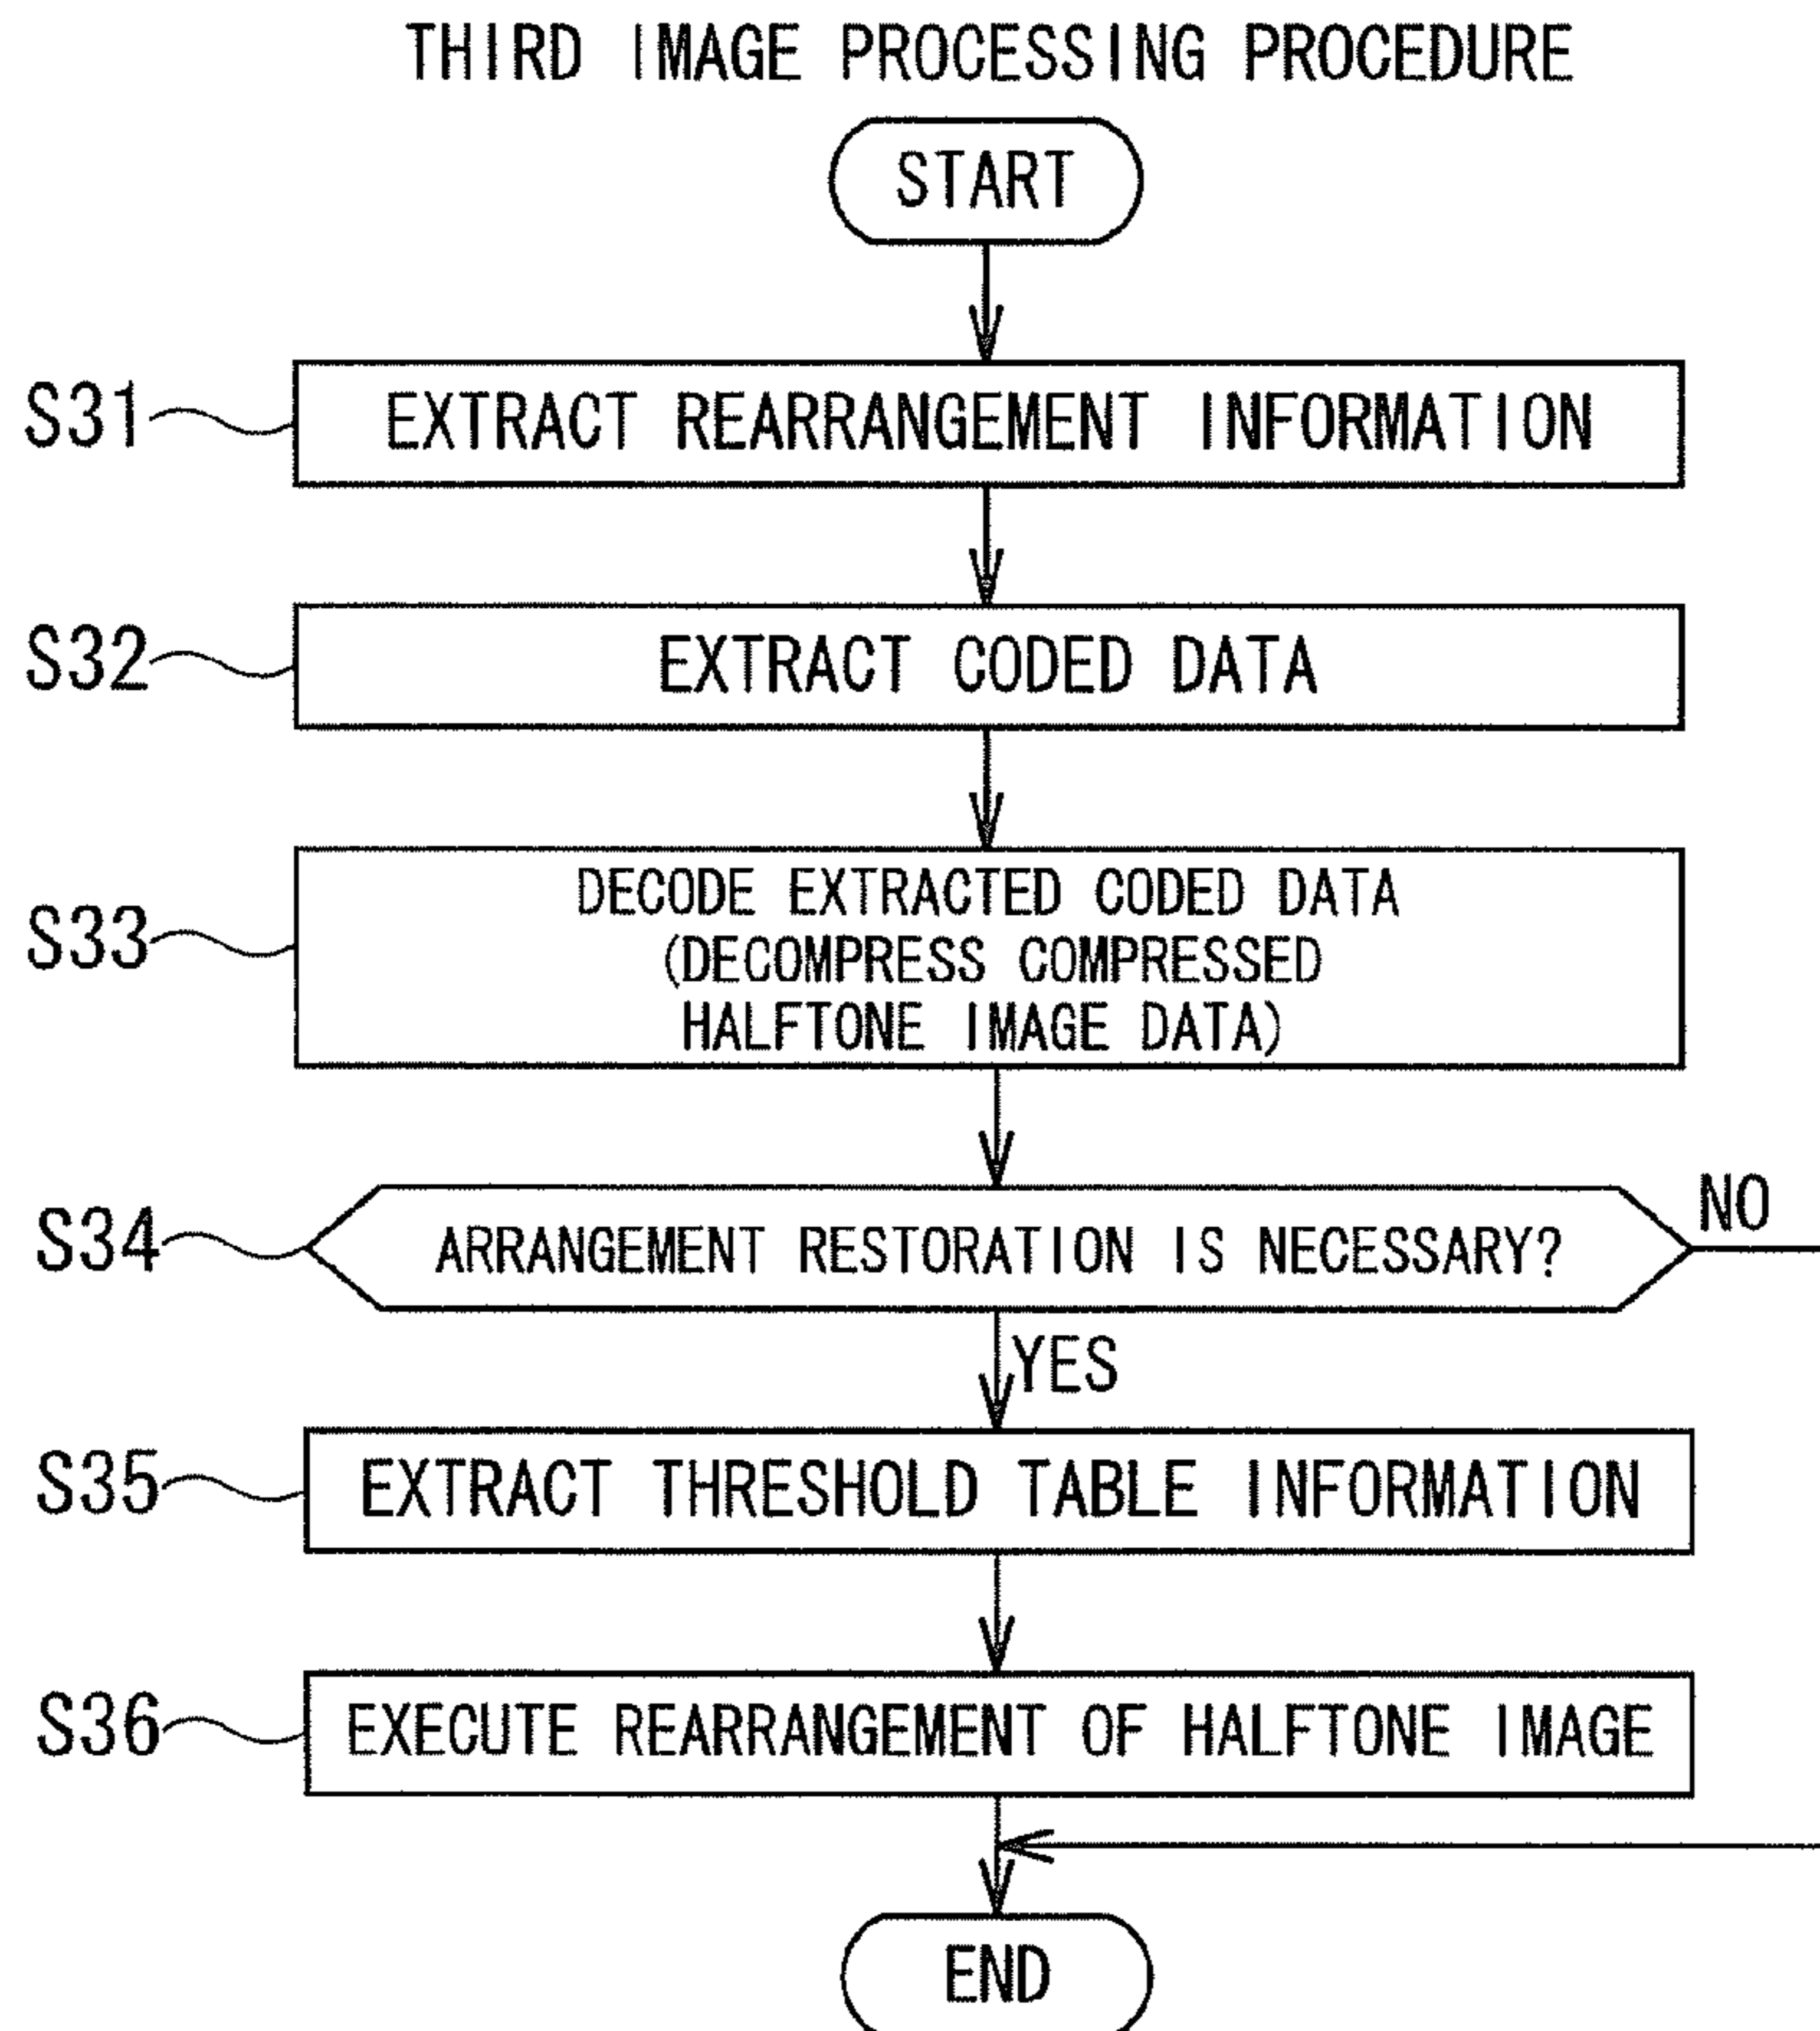 THIRD IMAGE PROCESSING PROCEDURE
START
S31
EXTRACT REARRANGEMENT INFORMATION
S32
EXTRACT CODED DATA
S33
DECODE EXTRACTED CODED DATA
(DECOMPRESS COMPRESSED
HALFTONE IMAGE DATA)
S34
ARRANGEMENT RESTORATION IS NECESSARY?
NO
YES
S35
EXTRACT THRESHOLD TABLE INFORMATION
S36
EXECUTE REARRANGEMENT OF HALFTONE IMAGE
END